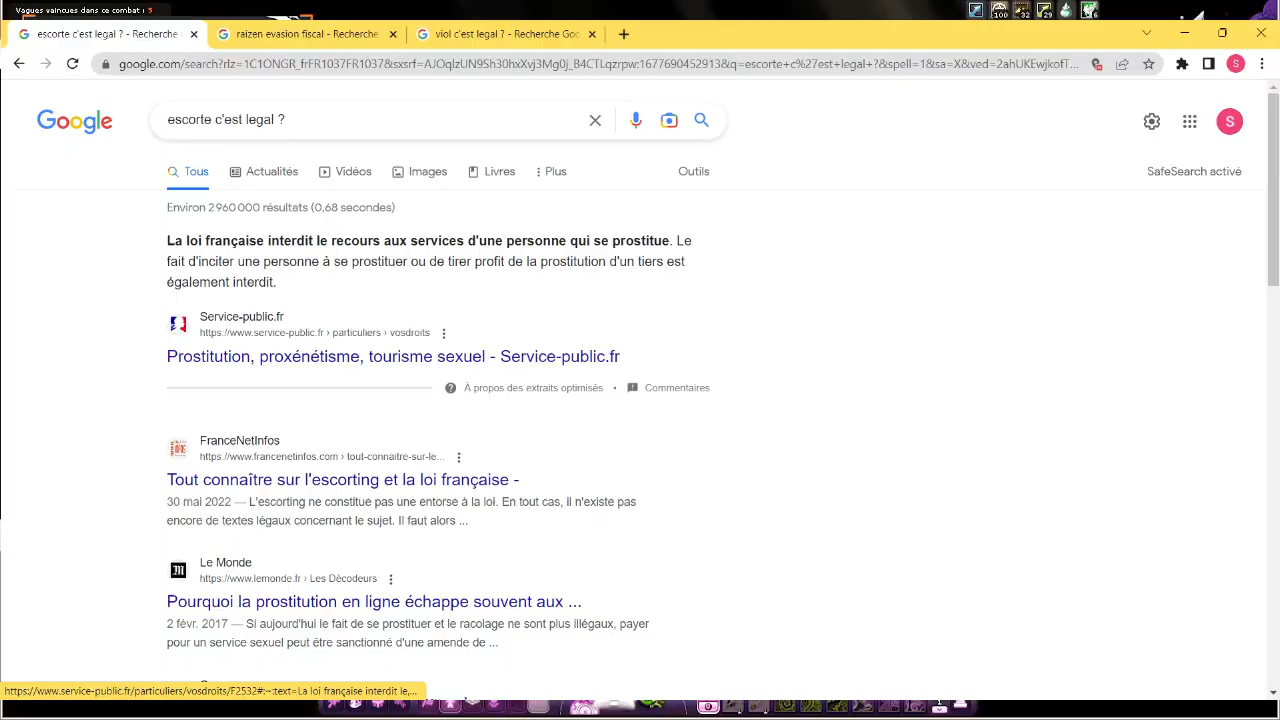 Vagues vaincues dans ce combat : 5
100
32
29
escorte c'est legal ? - Recherche
raizen evasion fiscal - Recherche
viol c'est legal ? - Recherche Goo
google.com/search?rlz=1C1ONGR_frFR1037FR1037&sxsrf=AJOqlzUN9Sh30hxXvj3Mg0j_B4CTLqzrpw:1677690452913&q=escorte+c%27est+legal+?&spell=1&sa=X&ved=2ahUKEwjkofT...
S
Google
escorte c'est legal ?
S
Tous
Actualités
Vidéos
Images
Livres
Plus
Outils
SafeSearch activé
Environ 2 960 000 résultats (0,68 secondes)
La loi française interdit le recours aux services d'une personne qui se prostitue. Le
fait d'inciter une personne à se prostituer ou de tirer profit de la prostitution d'un tiers est
également interdit.
Service-public.fr
https://www.service-public.fr › particuliers › vosdroits
Prostitution, proxénétisme, tourisme sexuel - Service-public.fr
À propos des extraits optimisés • Commentaires
FranceNetInfos
https://www.francenetinfos.com › tout-connaitre-sur-le...
Tout connaître sur l'escorting et la loi française -
30 mai 2022 — L'escorting ne constitue pas une entorse à la loi. En tout cas, il n'existe pas
encore de textes légaux concernant le sujet. Il faut alors ...
Le Monde
https://www.lemonde.fr › Les Décodeurs
Pourquoi la prostitution en ligne échappe souvent aux ...
2 févr. 2017 — Si aujourd'hui le fait de se prostituer et le racolage ne sont plus illégaux, payer
pour un service sexuel peut être sanctionné d'une amende de ...
https://www.service-public.fr/particuliers/vosdroits/F2532#:~:text=La loi française interdit le,...